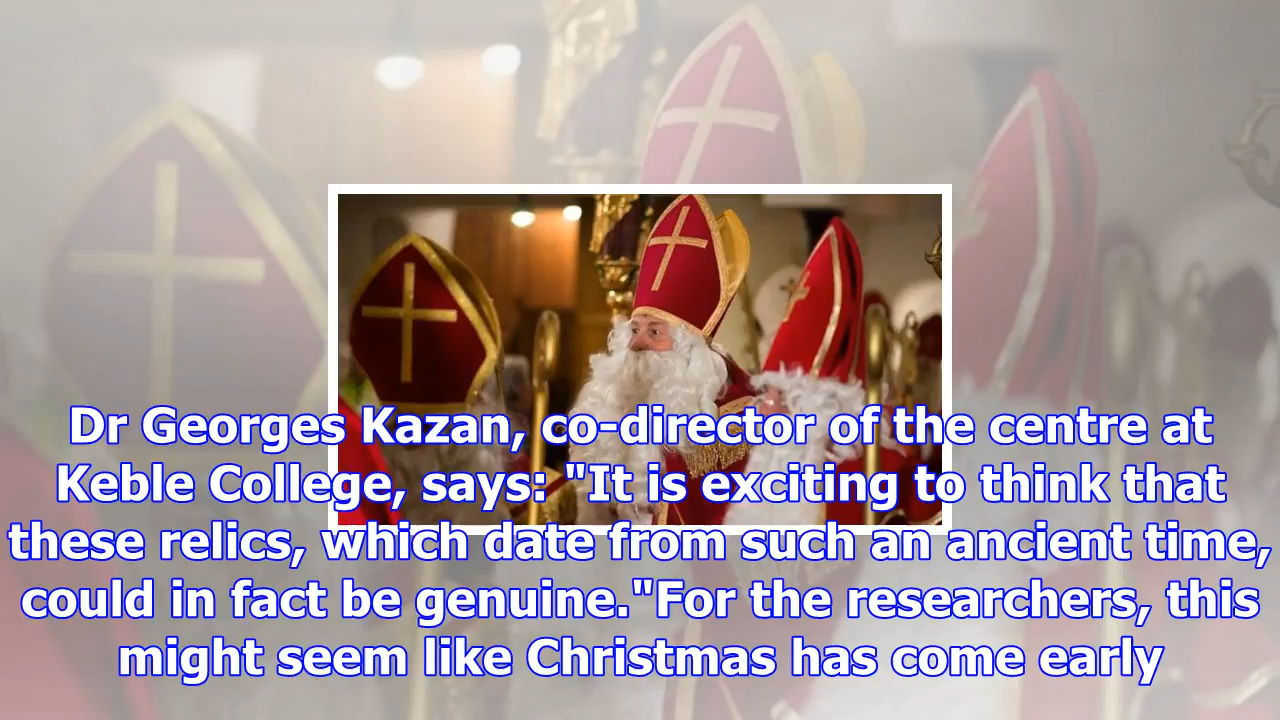 Dr Georges Kazan, co-director of the centre at
Keble College, says: "It is exciting to think that
these relics, which date from such an ancient time,
could in fact be genuine."For the researchers, this
might seem like Christmas has come early